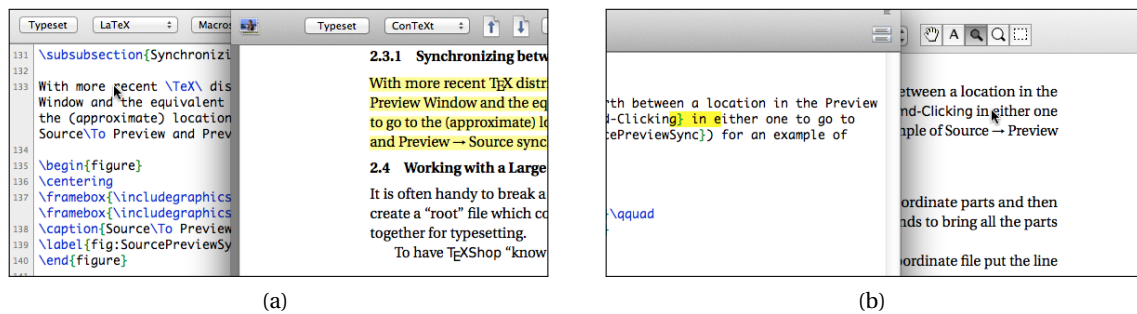 Typeset LaTeX Macros
131 \subsubsection{Synchronizi
132
133 With more recent \TeX\ dis
Window and the equivalent
the (approximate) location
Source\To Preview and Prev
134
135 \begin{figure}
136 \centering
137 \framebox{\includegraphics
\framebox{\includegraphics
138 \caption{Source\To Preview
139 \label{fig:SourcePreviewSy
140 \end{figure}
141
Typeset ConTeXt
2.3.1 Synchronizing betw
With more recent TEX distr
Preview Window and the eq
to go to the (approximate) lo
and Preview → Source sync
2.4 Working with a Large
It is often handy to break a
create a “root” file which co
together for typesetting.
To have TEXShop “know
(a)
rth between a location in the Preview
d-Clicking} in either one to go to
cePreviewSync}) for an example of
\qquad
}
A
etween a location in the
nd-Clicking in either one
mple of Source → Preview
ordinate parts and then
nds to bring all the parts
ordinate file put the line
(b)